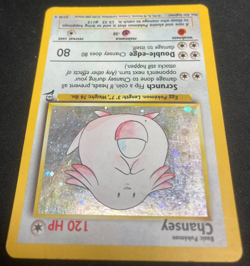 Basic Pokémon
Chansey 120 HP
Egg Pokémon. Length: 3' 7", Weight: 76 lbs.
Scrunch Flip a coin. If heads, prevent all
damage done to Chansey during your
opponent's next turn. (Any other effects of
attacks still happen.)
Double-edge Chansey does 80
damage to itself. 80
weakness resistance retreat cost